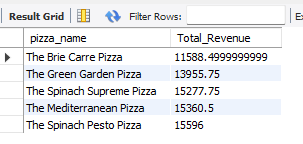 Result Grid Filter Rows: Ex
pizza_name Total_Revenue
The Brie Carre Pizza 11588.4999999999
The Green Garden Pizza 13955.75
The Spinach Supreme Pizza 15277.75
The Mediterranean Pizza 15360.5
The Spinach Pesto Pizza 15596